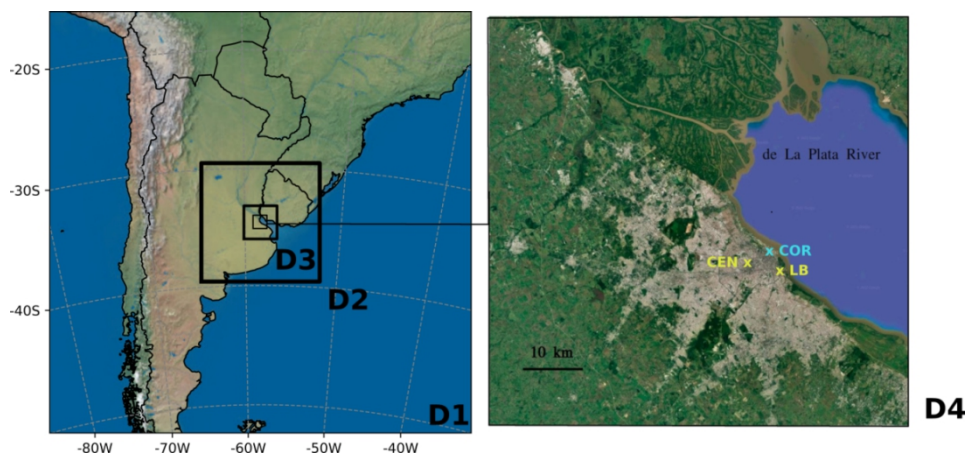 -20S
-30S
-40S
-80W
-70W
-60W
-50W
-40W
D3
D2
D1
de La Plata River
x COR
CEN x
x LB
10 km
D4